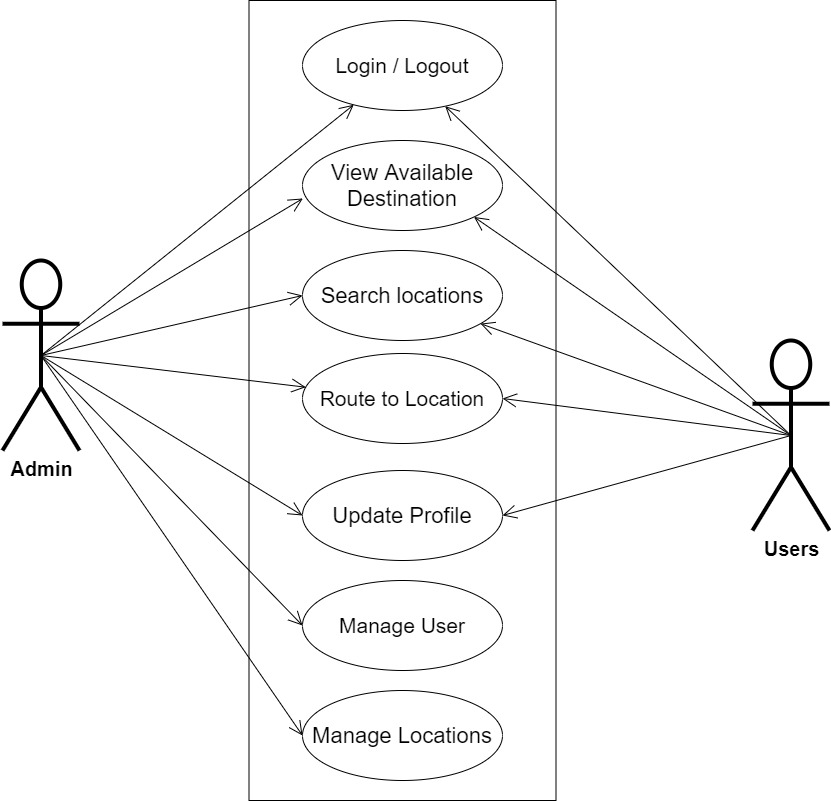 Login / Logout
View Available
Destination
Search locations
Route to Location
Admin
Update Profile
Users
Manage User
Manage Locations